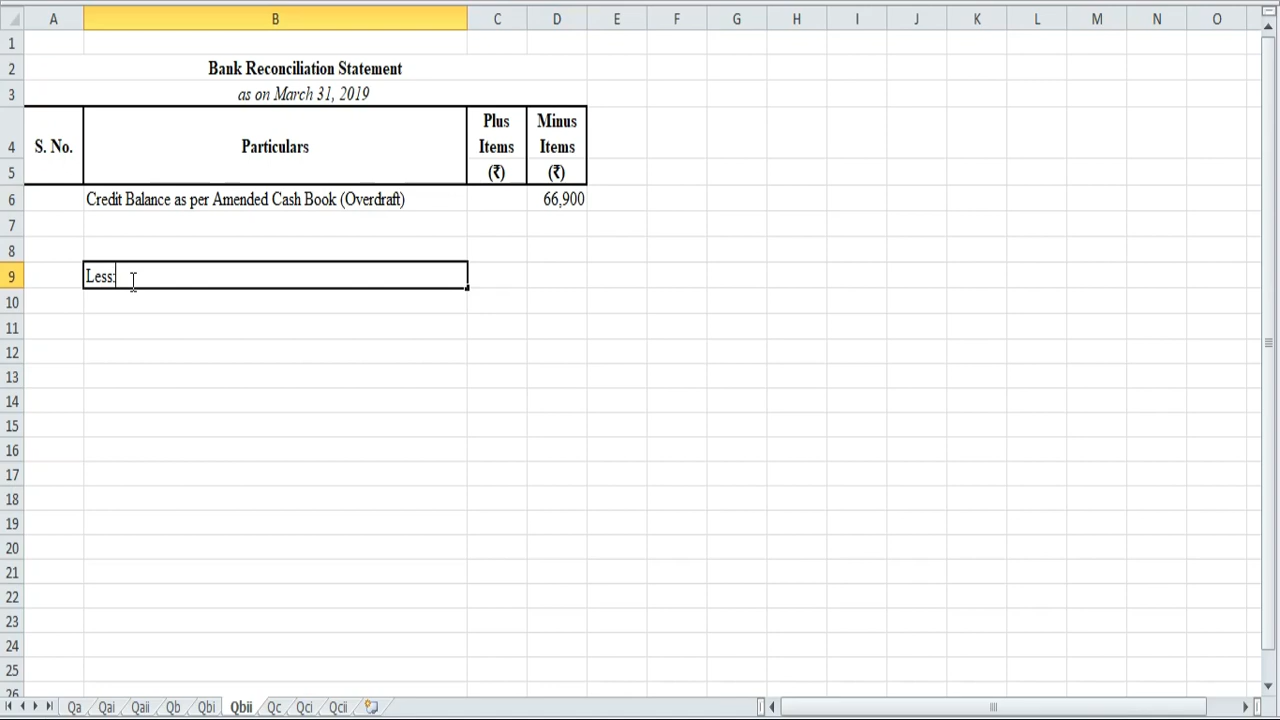 A B C D E F G H I J K L M N O
1
2 Bank Reconciliation Statement
3 as on March 31, 2019
Plus Minus
4 S. No. Particulars Items Items
5 (₹) (₹)
6 Credit Balance as per Amended Cash Book (Overdraft) 66,900
7
8
9 Less:
10
11
12
13
14
15
16
17
18
19
20
21
22
23
24
25
26
Qa Qai Qaii Qb Qbi Qbii Qc Qci Qcii